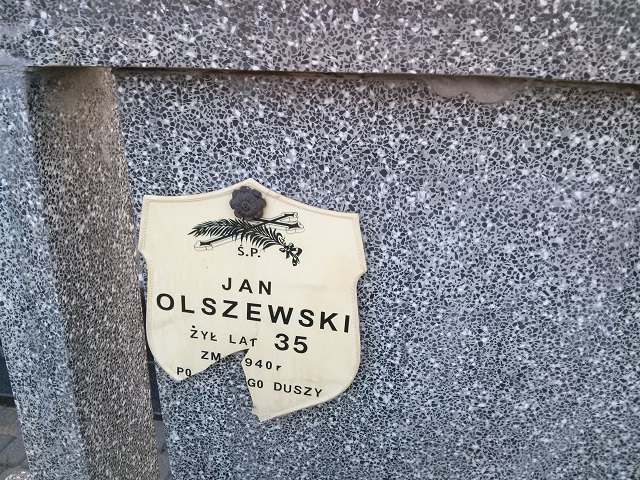 Ś.P.
JAN
OLSZEWSKI
ŻYŁ LAT 35
ZM 940r
PO GO DUSZY